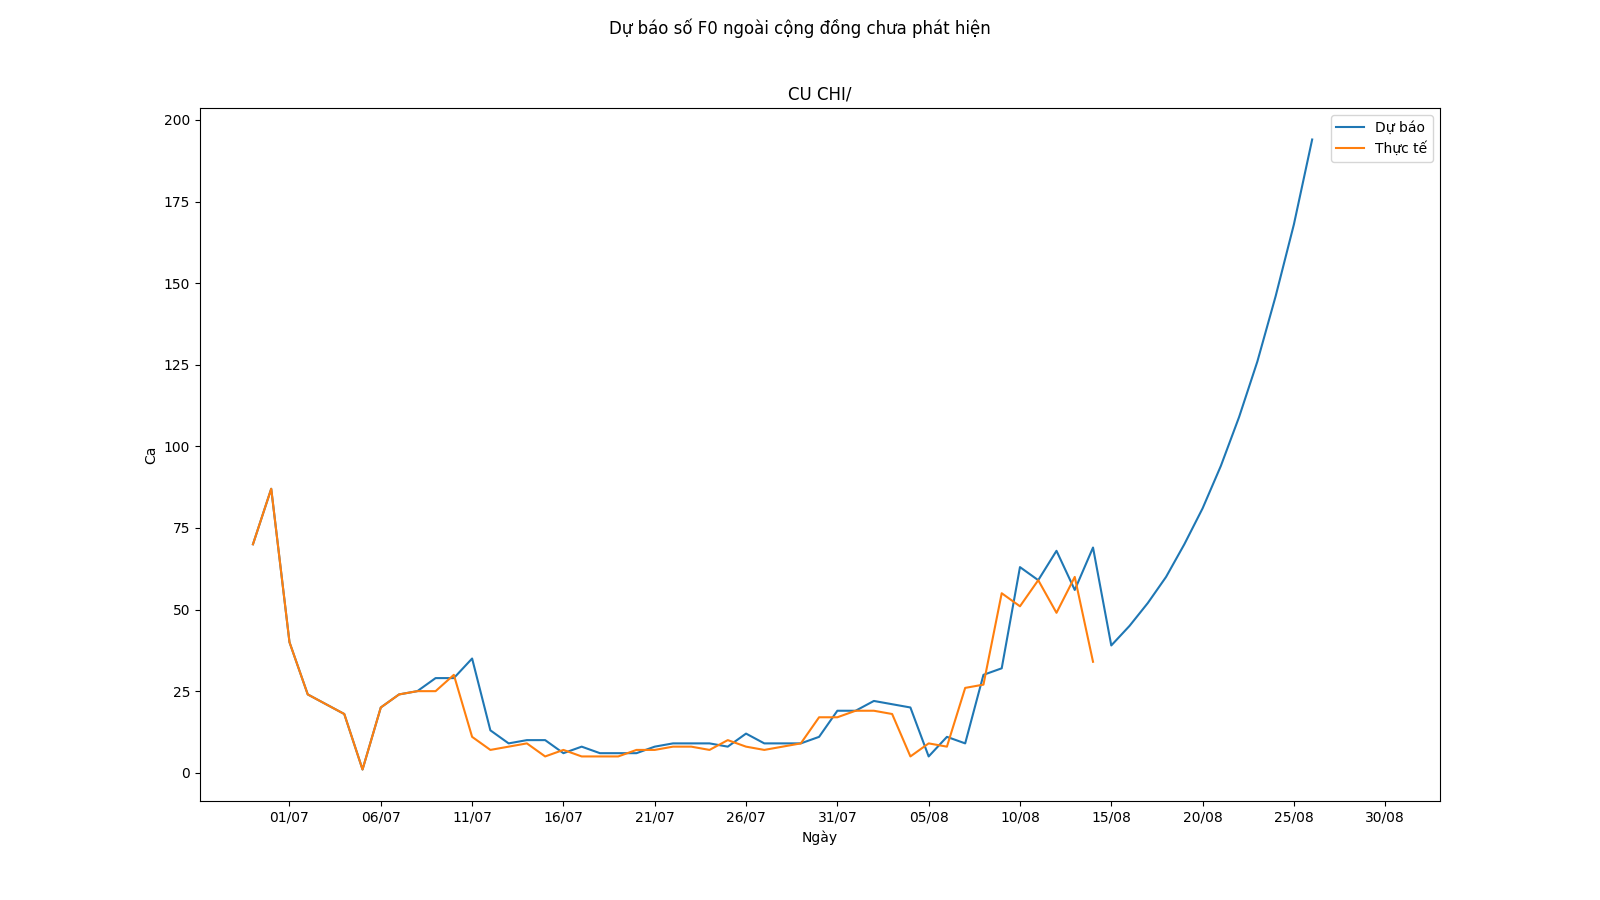 Dự báo số F0 ngoài cộng đồng chưa phát hiện
CU CHI/
200
175
150
125
100
75
50
25
0
Ca
Dự báo
Thực tế
01/07 06/07 11/07 16/07 21/07 26/07 31/07 05/08 10/08 15/08 20/08 25/08 30/08
Ngày